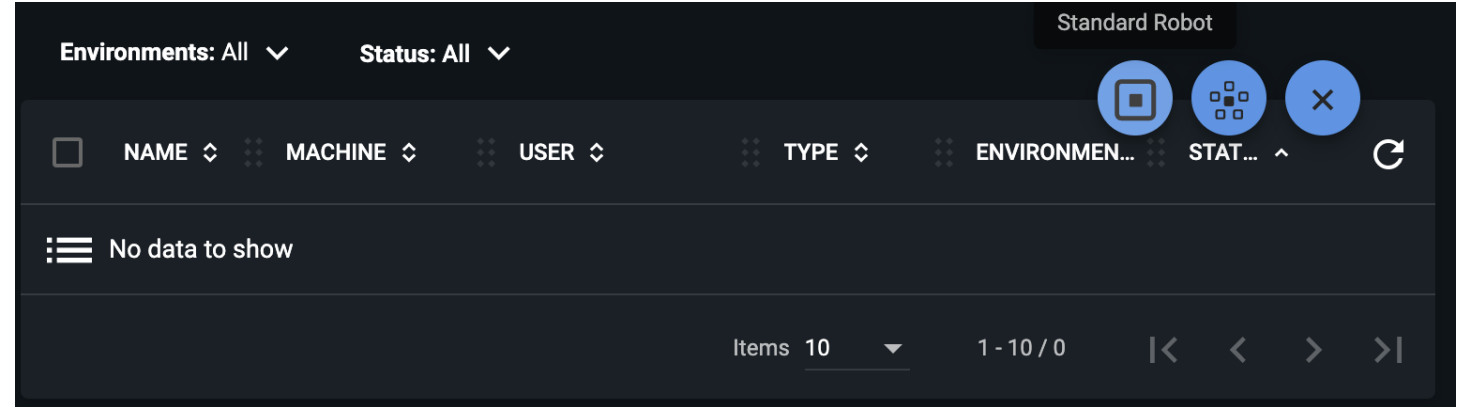 Standard Robot
Environments: All Status: All
NAME MACHINE USER TYPE ENVIRONMEN... STAT...
No data to show
Items 10 1 - 10 / 0